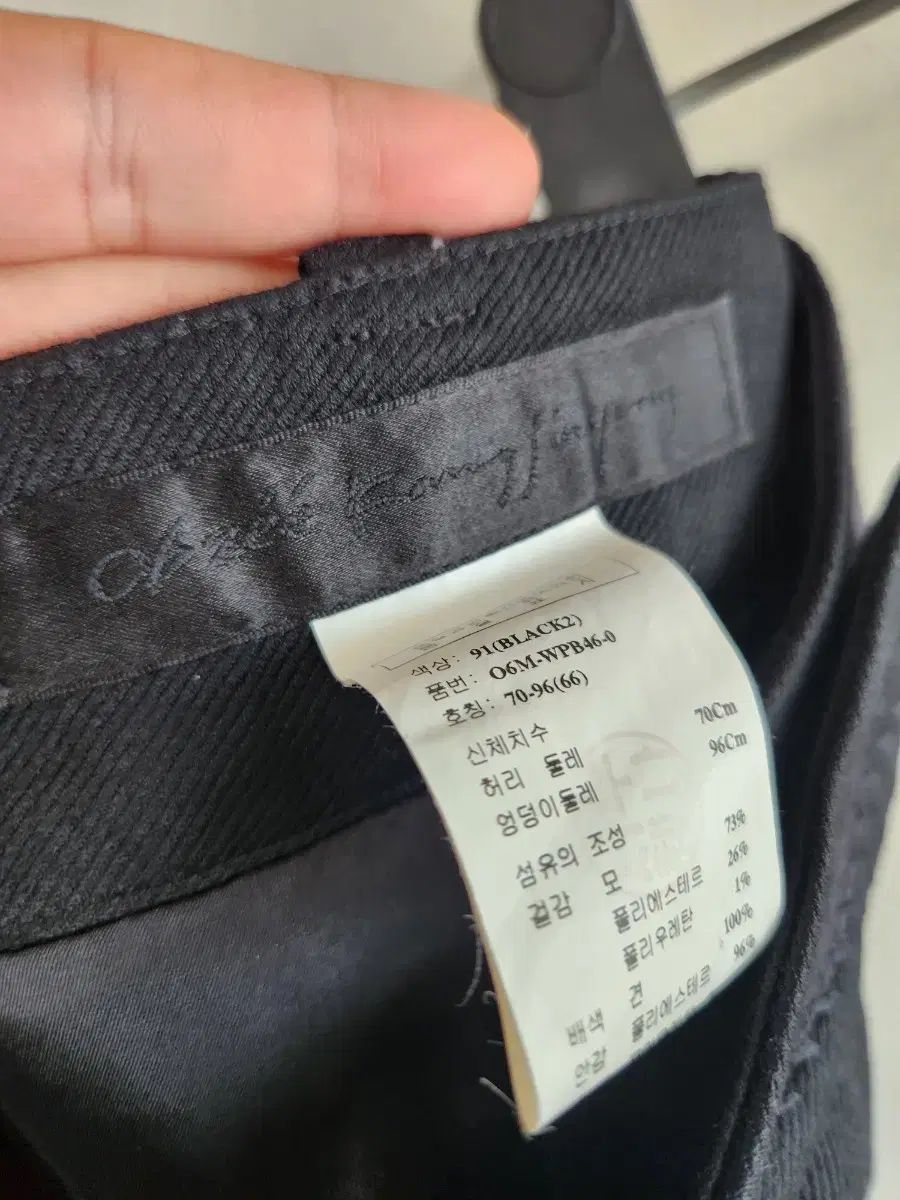 색상: 91(BLACK2)
품번: O6M-WPB46-0
호칭: 70-96(66)
신체치수
허리 둘레 70Cm
엉덩이둘레 96Cm
섬유의 조성
겉감 모 73%
폴리에스테르 26%
폴리우레탄 1%
배색 견 100%
안감 폴리에스테르 96%